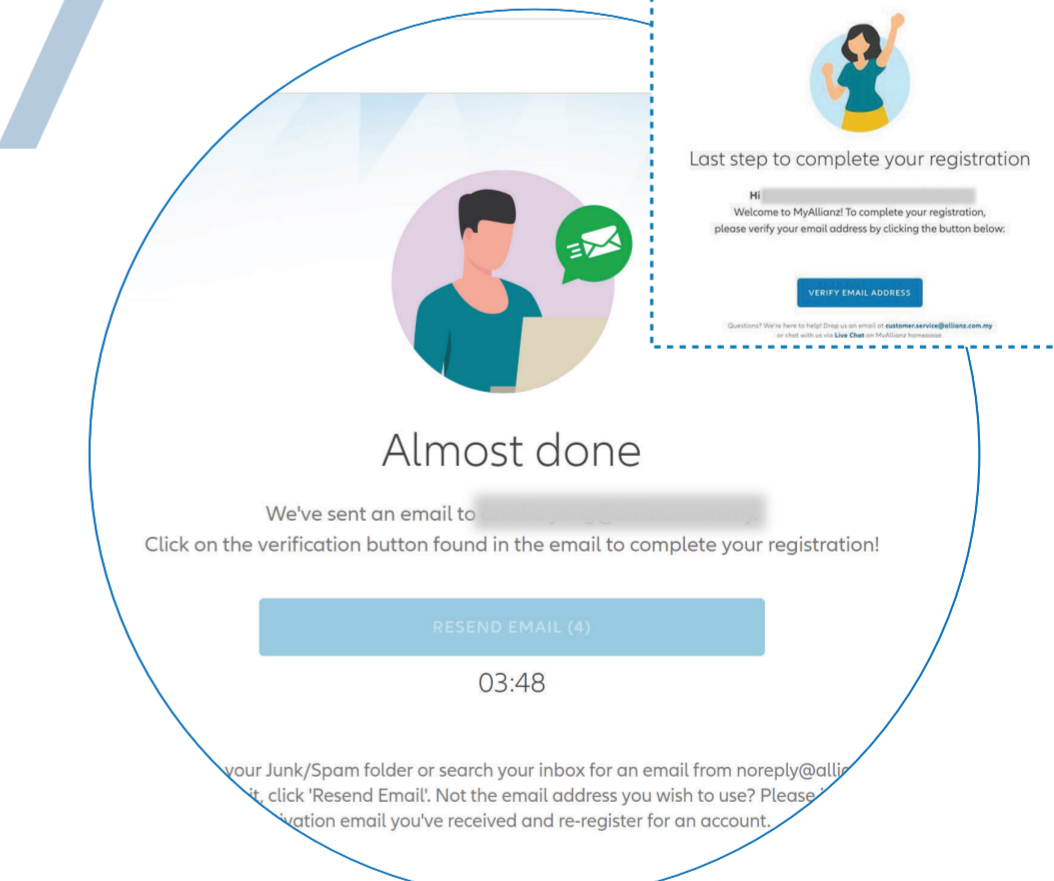 Last step to complete your registration
Hi
Welcome to MyAllianz! To complete your registration,
please verify your email address by clicking the button below:
VERIFY EMAIL ADDRESS
Questions? We're here to help! Drop us an email at customer.service@allianz.com.my
or chat with us via Live Chat on MyAllianz homepage.
Almost done
We've sent an email to
Click on the verification button found in the email to complete your registration!
RESEND EMAIL (4)
03:48
your Junk/Spam folder or search your inbox for an email from noreply@allia
it, click 'Resend Email'. Not the email address you wish to use? Please
vation email you've received and re-register for an account.